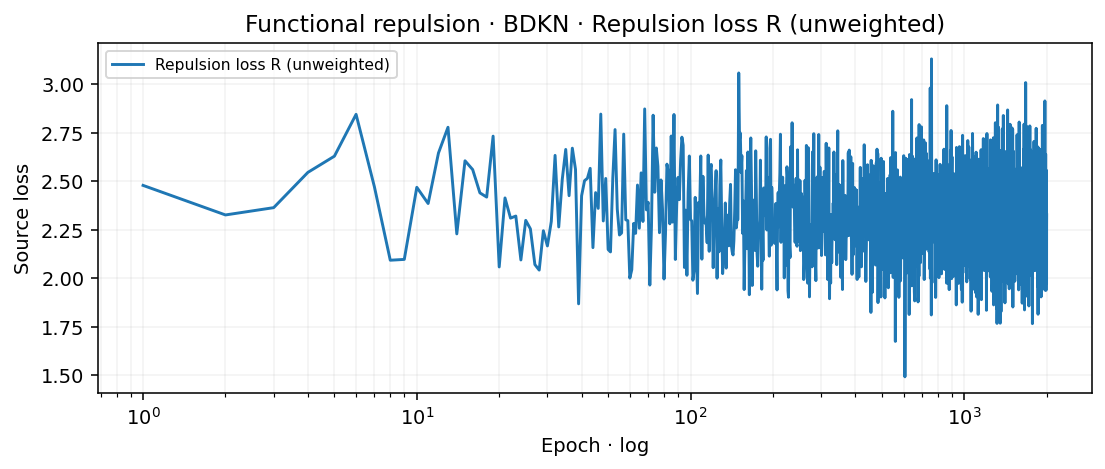 Functional repulsion · BDKN · Repulsion loss R (unweighted)
Repulsion loss R (unweighted)
Source loss
3.00
2.75
2.50
2.25
2.00
1.75
1.50
10⁰
10¹
10²
10³
Epoch · log